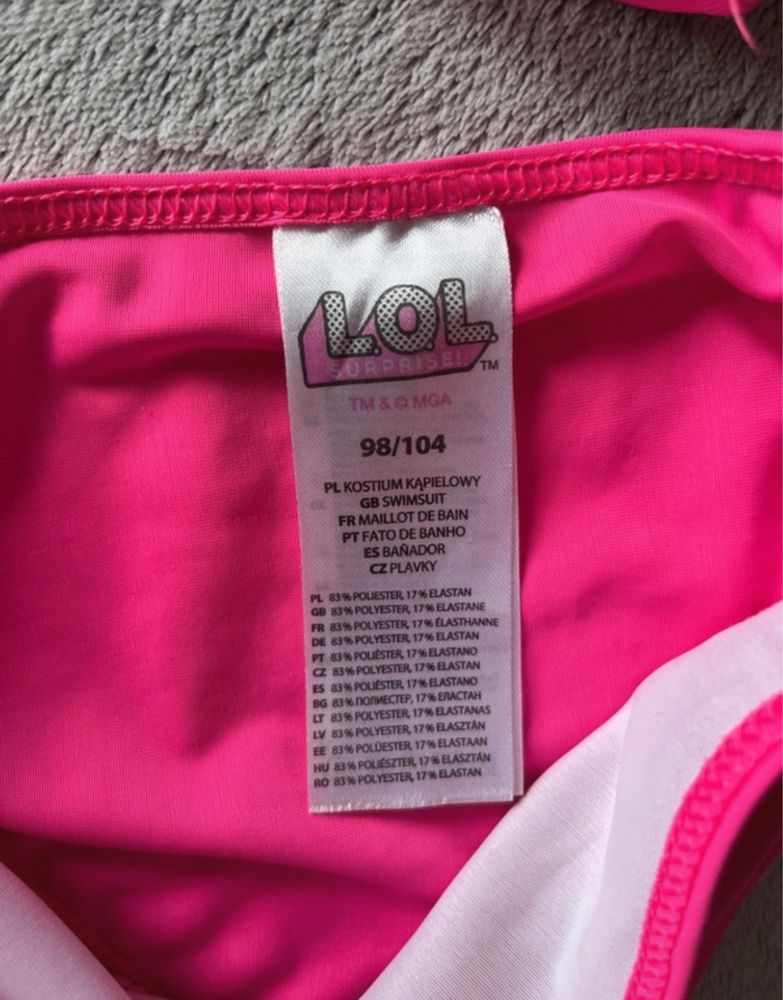 L.O.L.
SURPRISE!
TM
TM & © MGA
98/104
PL KOSTIUM KĄPIELOWY
GB SWIMSUIT
FR MAILLOT DE BAIN
PT FATO DE BANHO
ES BAÑADOR
CZ PLAVKY
PL 83% POLIESTER, 17% ELASTAN
GB 83% POLYESTER, 17% ELASTANE
FR 83% POLYESTER, 17% ÉLASTHANNE
DE 83% POLYESTER, 17% ELASTAN
PT 83% POLIÉSTER, 17% ELASTANO
CZ 83% POLYESTER, 17% ELASTAN
ES 83% POLIÉSTER, 17% ELASTANO
BG 83% ПОЛИЕСТЕР, 17% ЕЛАСТАН
LT 83% POLYESTER, 17% ELASTANAS
LV 83% POLYESTER, 17% ELASZTÁN
EE 83% POLÜESTER, 17% ELASTAAN
HU 83% POLIÉSZTER, 17% ELASZTÁN
RO 83% POLYESTER, 17% ELASTAN